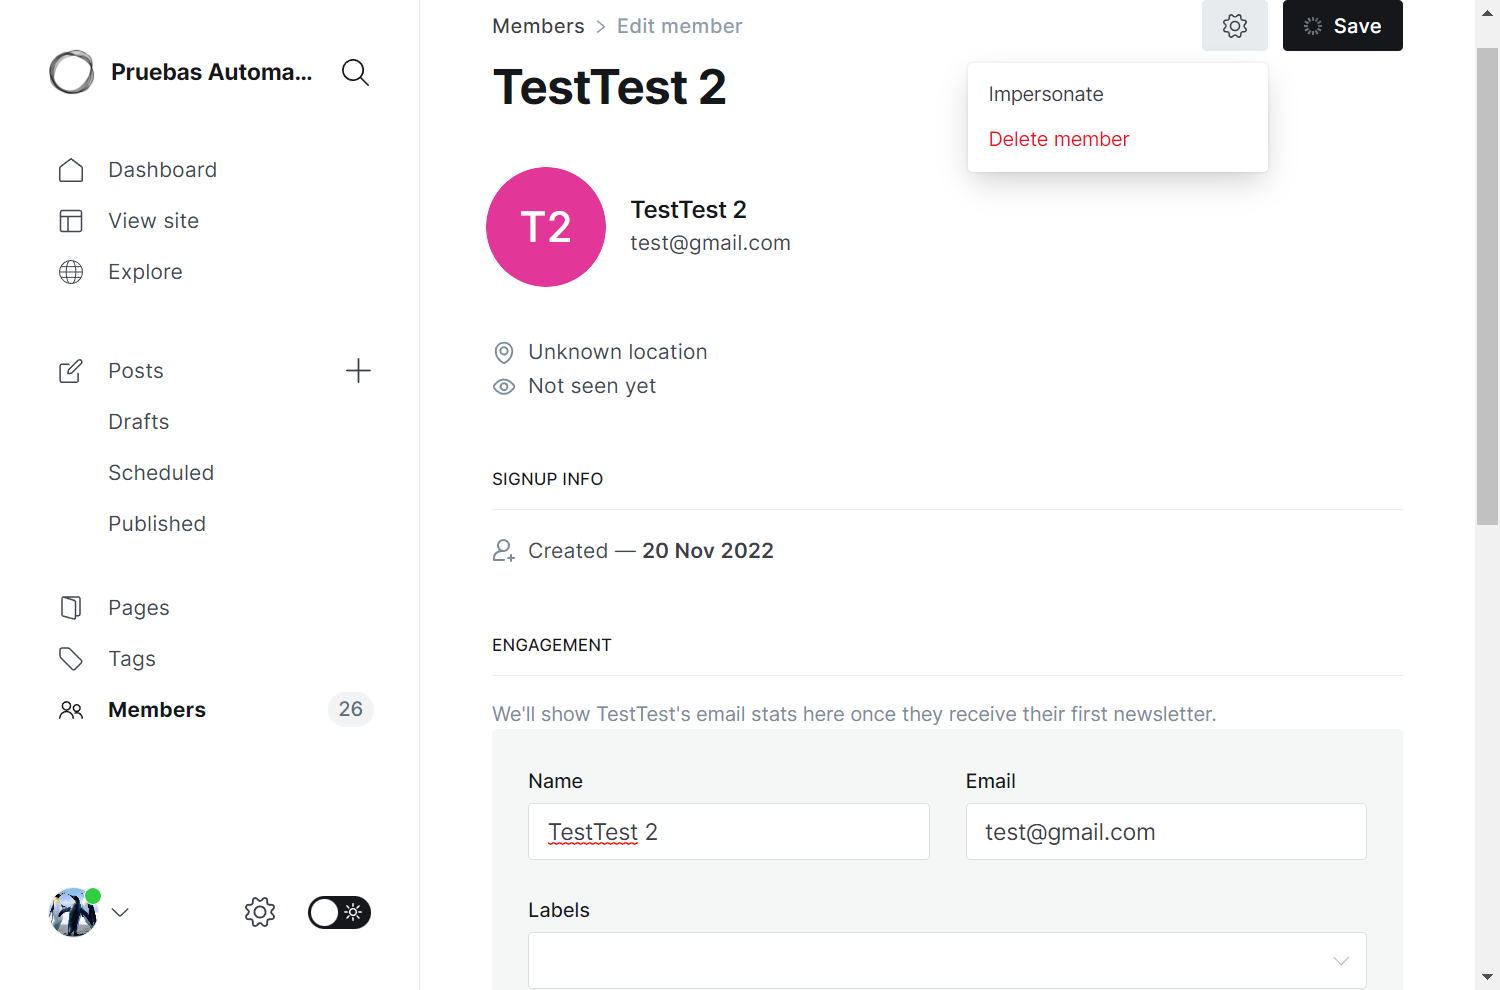 Pruebas Automa...
Dashboard
View site
Explore
Posts
Drafts
Scheduled
Published
Pages
Tags
Members 26
Members > Edit member
Save
TestTest 2
Impersonate
Delete member
T2
TestTest 2
test@gmail.com
Unknown location
Not seen yet
SIGNUP INFO
Created — 20 Nov 2022
ENGAGEMENT
We'll show TestTest's email stats here once they receive their first newsletter.
Name
Email
TestTest 2
test@gmail.com
Labels